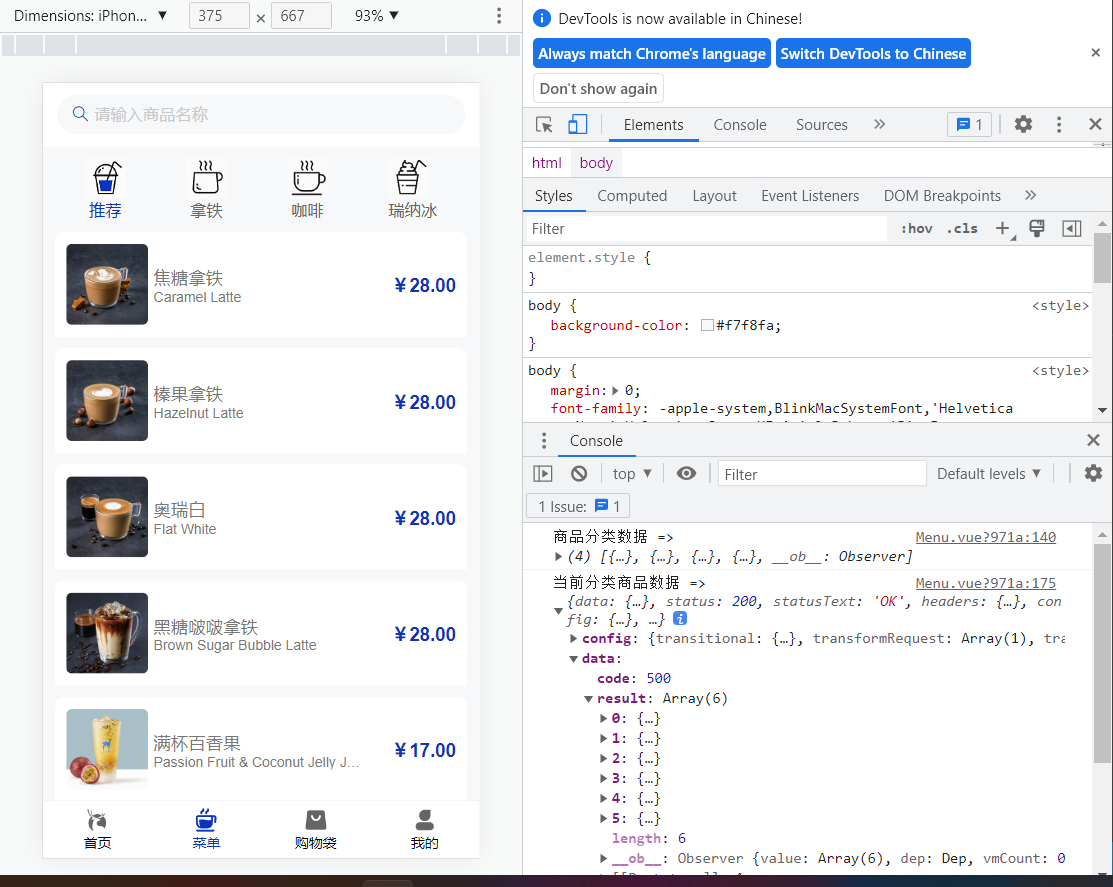 Dimensions: iPhon... ▼ 375 × 667 93% ▼
请输入商品名称
推荐
拿铁
咖啡
瑞纳冰
焦糖拿铁
Caramel Latte
¥28.00
榛果拿铁
Hazelnut Latte
¥28.00
奥瑞白
Flat White
¥28.00
黑糖啵啵拿铁
Brown Sugar Bubble Latte
¥28.00
满杯百香果
Passion Fruit & Coconut Jelly J…
¥17.00
首页
菜单
购物袋
我的
DevTools is now available in Chinese!
Always match Chrome's language
Switch DevTools to Chinese
Don't show again
Elements Console Sources » 1
html body
Styles Computed Layout Event Listeners DOM Breakpoints »
Filter :hov .cls +
element.style {
}
body { <style>
background-color: #f7f8fa;
}
body { <style>
margin: 0;
font-family: -apple-system,BlinkMacSystemFont,'Helvetica
Console
top ▼ Filter Default levels ▼
1 Issue: 1
商品分类数据 => Menu.vue?971a:140
(4) [{…}, {…}, {…}, {…}, __ob__: Observer]
当前分类商品数据 => Menu.vue?971a:175
{data: {…}, status: 200, statusText: 'OK', headers: {…}, con
fig: {…}, …}
config: {transitional: {…}, transformRequest: Array(1), tra
data:
code: 500
result: Array(6)
0: {…}
1: {…}
2: {…}
3: {…}
4: {…}
5: {…}
length: 6
__ob__: Observer {value: Array(6), dep: Dep, vmCount: 0